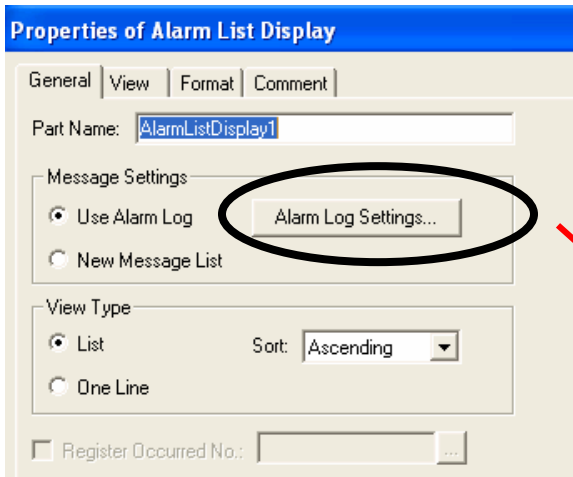 Properties of Alarm List Display
General View Format Comment
Part Name: AlarmListDisplay1
Message Settings
Use Alarm Log Alarm Log Settings...
New Message List
View Type
List Sort: Ascending
One Line
Register Occurred No.: ...